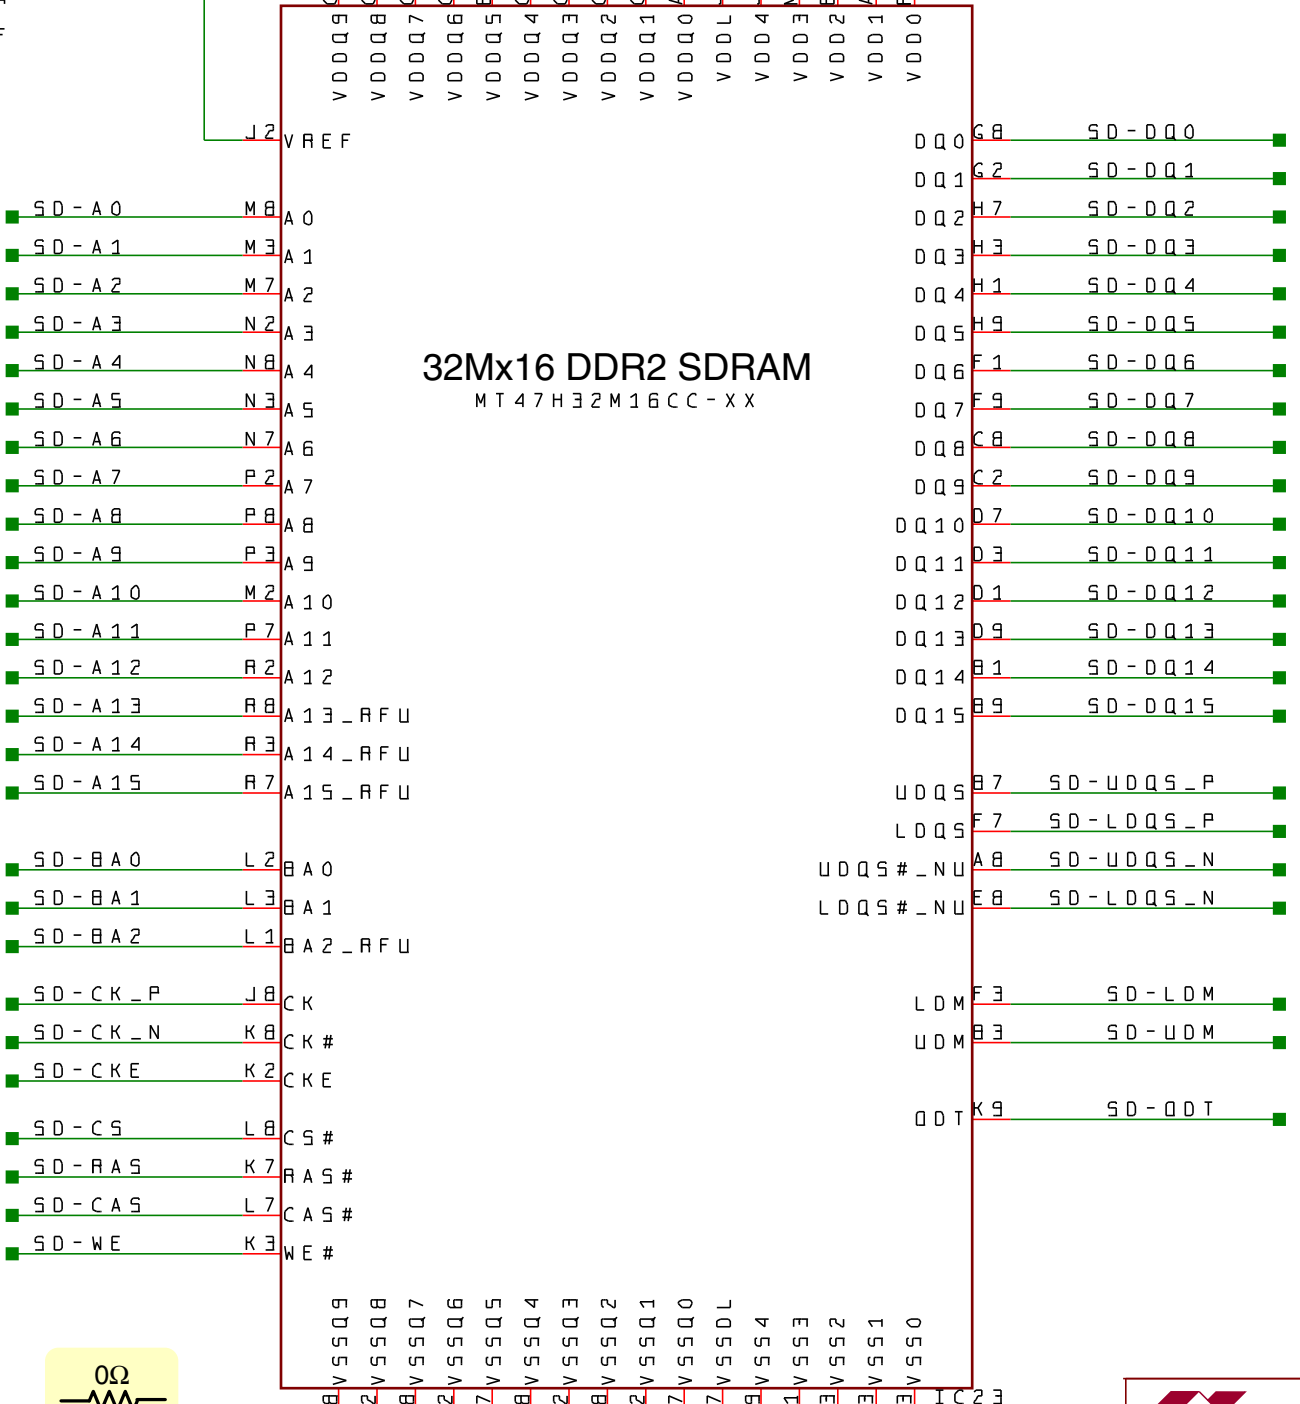 VDDQ9 VDDQ8 VDDQ7 VDDQ6 VDDQ5 VDDQ4 VDDQ3 VDDQ2 VDDQ1 VDDQ0 VDDL VDD4 VDD3 VDD2 VDD1 VDD0
J2 VREF DQ0 G8 SD-DQ0
DQ1 G2 SD-DQ1
SD-A0 M8 A0 DQ2 H7 SD-DQ2
SD-A1 M3 A1 DQ3 H3 SD-DQ3
SD-A2 M7 A2 DQ4 H1 SD-DQ4
SD-A3 N2 A3 DQ5 H9 SD-DQ5
SD-A4 N8 A4 32Mx16 DDR2 SDRAM DQ6 F1 SD-DQ6
SD-A5 N3 A5 MT47H32M16CC-XX DQ7 F9 SD-DQ7
SD-A6 N7 A6 DQ8 C8 SD-DQ8
SD-A7 P2 A7 DQ9 C2 SD-DQ9
SD-A8 P8 A8 DQ10 D7 SD-DQ10
SD-A9 P3 A9 DQ11 D3 SD-DQ11
SD-A10 M2 A10 DQ12 D1 SD-DQ12
SD-A11 P7 A11 DQ13 D9 SD-DQ13
SD-A12 R2 A12 DQ14 B1 SD-DQ14
SD-A13 R8 A13_RFU DQ15 B9 SD-DQ15
SD-A14 R3 A14_RFU
SD-A15 R7 A15_RFU UDQS B7 SD-UDQS_P
LDQS F7 SD-LDQS_P
SD-BA0 L2 BA0 UDQS#_NU A8 SD-UDQS_N
SD-BA1 L3 BA1 LDQS#_NU E8 SD-LDQS_N
SD-BA2 L1 BA2_RFU
SD-CK_P J8 CK LDM F3 SD-LDM
SD-CK_N K8 CK# UDM B3 SD-UDM
SD-CKE K2 CKE
ODT K9 SD-ODT
SD-CS L8 CS#
SD-RAS K7 RAS#
SD-CAS L7 CAS#
SD-WE K3 WE#
VSSQ9 VSSQ8 VSSQ7 VSSQ6 VSSQ5 VSSQ4 VSSQ3 VSSQ2 VSSQ1 VSSQ0 VSSDL VSS4 VSS3 VSS2 VSS1 VSS0
0Ω
IC23